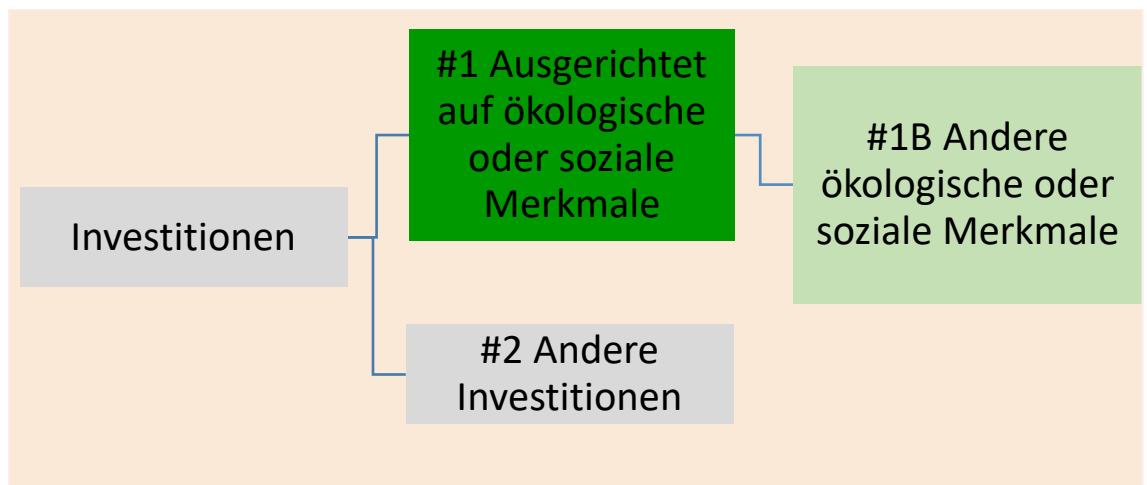 Investitionen
#1 Ausgerichtet
auf ökologische
oder soziale
Merkmale
#1B Andere
ökologische oder
soziale Merkmale
#2 Andere
Investitionen